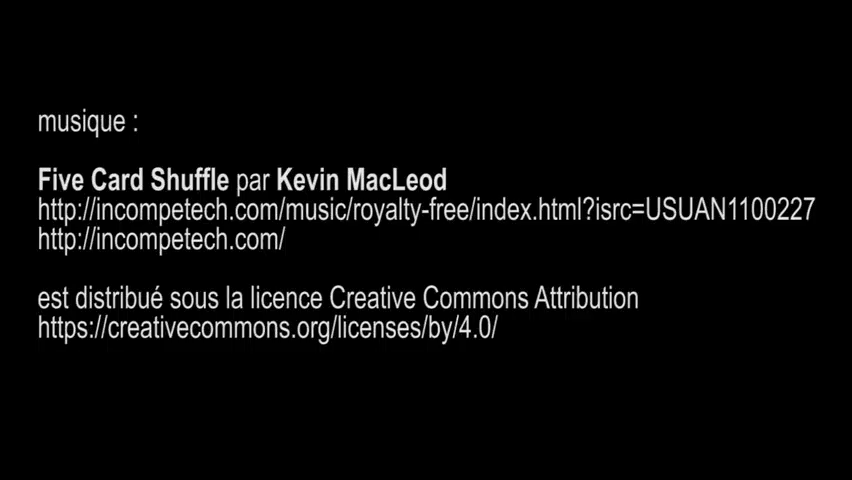 musique :
Five Card Shuffle par Kevin MacLeod
http://incompetech.com/music/royalty-free/index.html?isrc=USUAN1100227
http://incompetech.com/
est distribué sous la licence Creative Commons Attribution
https://creativecommons.org/licenses/by/4.0/